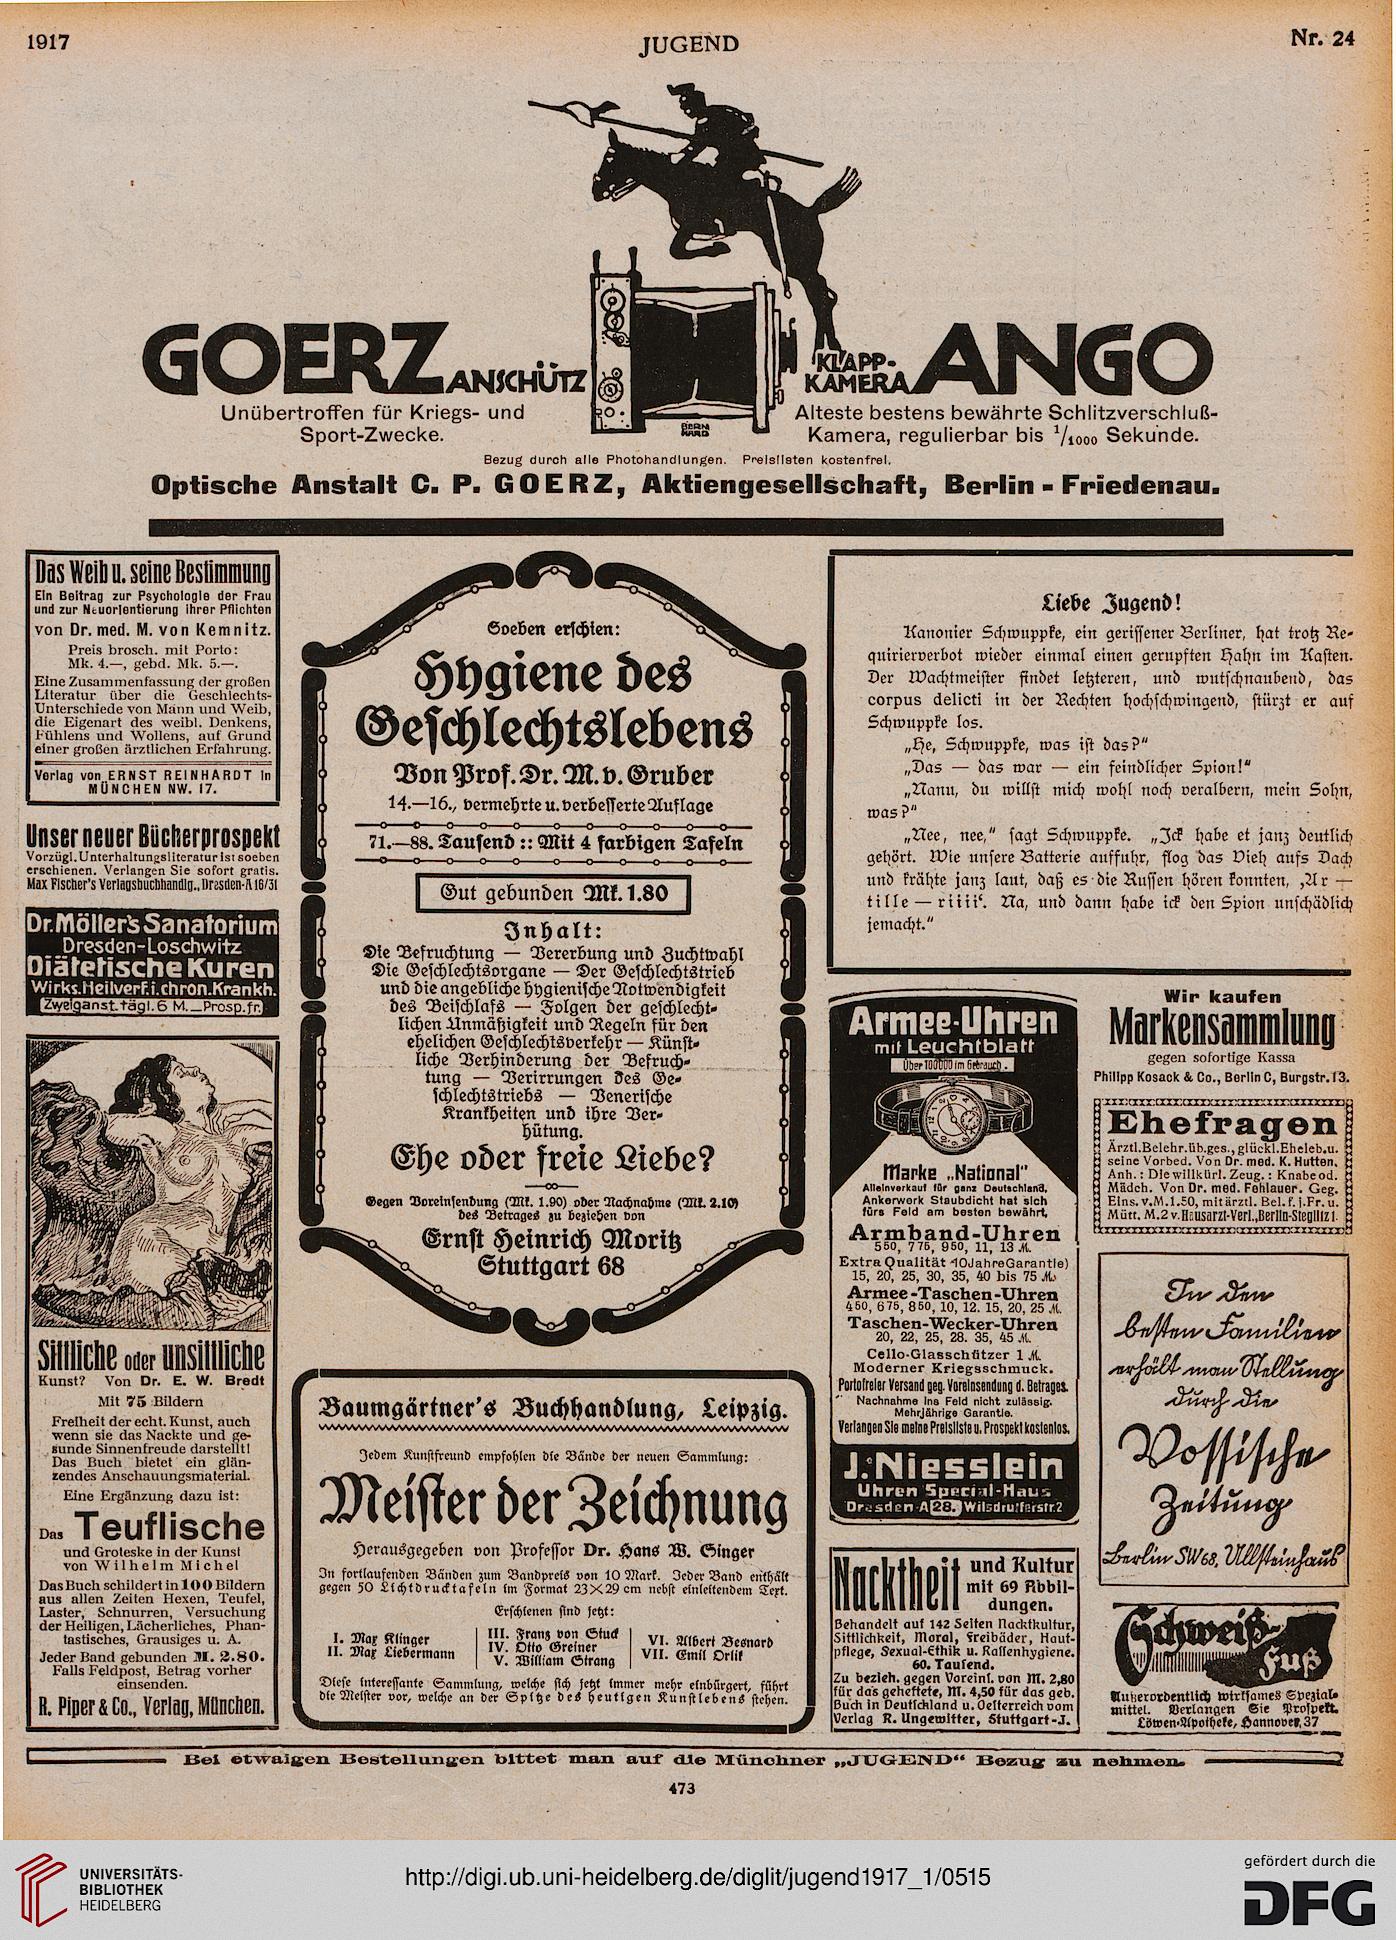 1917
JUGEND
Nr. 24
GOERZ ANSCHÜTZ KLAPP-KAMERA ANGO
BERNHARD
Unübertroffen für Kriegs- und
Sport-Zwecke.
Älteste bestens bewährte Schlitzverschluß-
Kamera, regulierbar bis 1/1000 Sekunde.
Bezug durch alle Photohandlungen. Preislisten kostenfrei.
Optische Anstalt C. P. GOERZ, Aktiengesellschaft, Berlin-Friedenau.
Das Weib u. seine Bestimmung
Ein Beitrag zur Psychologie der Frau
und zur Neuorientierung ihrer Pflichten
von Dr. med. M. von Kemnitz.
Preis brosch. mit Porto:
Mk. 4.—, gebd. Mk. 5.—.
Eine Zusammenfassung der großen
Literatur über die Geschlechts-
Unterschiede von Mann und Weib,
die Eigenart des weibl. Denkens,
Fühlens und Wollens, auf Grund
einer großen ärztlichen Erfahrung.
Verlag von ERNST REINHARDT in
MÜNCHEN NW. 17.
Unser neuer Bücherprospekt
Vorzügl. Unterhaltungsliteratur ist soeben
erschienen. Verlangen Sie sofort gratis.
Max Fischer's Verlagsbuchhandlg., Dresden-A 16/31
Dr. Möller's Sanatorium
Dresden-Loschwitz
Diätetische Kuren
Wirks. Heilverf. i. chron. Krankh.
Zweiganst. tägl. 6 M. — Prosp. fr.
Sittliche oder unsittliche
Kunst? Von Dr. E. W. Bredt
Mit 75 Bildern
Freiheit der echt. Kunst, auch
wenn sie das Nackte und ge-
sunde Sinnenfreude darstellt!
Das Buch bietet ein glän-
zendes Anschauungsmaterial.
Eine Ergänzung dazu ist:
Das Teuflische
und Groteske in der Kunst
von Wilhelm Michel
Das Buch schildert in 100 Bildern
aus allen Zeiten Hexen, Teufel,
Laster, Schnurren, Versuchung
der Heiligen, Lächerliches, Phan-
tastisches, Grausiges u. A.
Jeder Band gebunden M. 2.80.
Falls Feldpost, Betrag vorher
einsenden.
R. Piper & Co., Verlag, München.
Soeben erschien:
Hygiene des
Geschlechtslebens
Von Prof. Dr. M. v. Gruber
14.—16., vermehrte u. verbesserte Auflage
71.—88. Tausend :: Mit 4 farbigen Tafeln
Gut gebunden Mk. 1.80
Inhalt:
Die Befruchtung — Vererbung und Zuchtwahl
Die Geschlechtsorgane — Der Geschlechtstrieb
und die angebliche hygienische Notwendigkeit
des Beischlafs — Folgen der geschlecht-
lichen Unmäßigkeit und Regeln für den
ehelichen Geschlechtsverkehr — Künst-
liche Verhinderung der Befruch-
tung — Verirrungen des Ge-
schlechtstriebs — Venerische
Krankheiten und ihre Ver-
hütung.
Ehe oder freie Liebe?
Gegen Voreinsendung (Mk. 1.90) oder Nachnahme (Mk. 2.10)
des Betrages zu beziehen von
Ernst Heinrich Moritz
Stuttgart 68
Baumgärtner's Buchhandlung, Leipzig.
Jedem Kunstfreund empfohlen die Bände der neuen Sammlung:
Meister der Zeichnung
Herausgegeben von Professor Dr. Hans W. Singer
In fortlaufenden Bänden zum Bandpreis von 10 Mark. Jeder Band enthält
gegen 50 Lichtdrucktafeln im Format 23×29 cm nebst einleitendem Text.
Erschienen sind jetzt:
I. Max Klinger
II. Max Liebermann
III. Franz von Stuck
IV. Otto Greiner
V. William Strang
VI. Albert Besnard
VII. Emil Orlik
Diese interessante Sammlung, welche sich jetzt immer mehr einbürgert, führt
die Meister vor, welche an der Spitze des heutigen Kunstlebens stehen.
Liebe Jugend!
Kanonier Schwuppke, ein gerissener Berliner, hat trotz Re-
quirierverbot wieder einmal einen gerupften Hahn im Kasten.
Der Wachtmeister findet letzteren, und wutschnaubend, das
corpus delicti in der Rechten hochschwingend, stürzt er auf
Schwuppke los.
„He, Schwuppke, was ist das?"
„Das — das war — ein feindlicher Spion!"
„Nanu, du willst mich wohl noch veralbern, mein Sohn,
was?"
„Nee, nee," sagt Schwuppke. „Ick habe et janz deutlich
gehört. Wie unsere Batterie auffuhr, flog das Vieh aufs Dach
und krähte janz laut, daß es die Russen hören konnten, ‚Ar —
tille — riiii'. Na, und dann habe ick den Spion unschädlich
jemacht."
Armee-Uhren
mit Leuchtblatt
Über 100000 im Gebrauch.
Marke „National"
Alleinverkauf für ganz Deutschland.
Ankerwerk Staubdicht hat sich
fürs Feld am besten bewährt,
Armband-Uhren
550, 775, 950, 11, 13 M.
Extra Qualität (10 Jahre Garantie)
15, 20, 25, 30, 35, 40 bis 75 M.
Armee-Taschen-Uhren
450, 675, 850, 10, 12. 15, 20, 25 M.
Taschen-Wecker-Uhren
20, 22, 25, 28. 35, 45 M.
Cello-Glasschützer 1 M.
Moderner Kriegsschmuck.
Portofreier Versand geg. Voreinsendung d. Betrages.
Nachnahme ins Feld nicht zulässig.
Mehrjährige Garantie.
Verlangen Sie meine Preisliste u. Prospekt kostenlos.
J. Niesslein
Uhren Special-Haus
Dresden-A 28. Wilsdrufferstr. 2
Nacktheit und Kultur
mit 69 Abbil-
dungen.
Behandelt auf 142 Seiten Nacktkultur,
Sittlichkeit, Moral, Freibäder, Haut-
pflege, Sexual-Ethik u. Rassenhygiene.
60. Tausend.
Zu bezieh. gegen Voreinl. von M. 2,80
für das geheftete, M. 4,50 für das geb.
Buch in Deutschland u. Oesterreich vom
Verlag R. Ungewitter, Stuttgart-J.
Wir kaufen
Markensammlung
gegen sofortige Kassa
Philipp Kosack & Co., Berlin C, Burgstr. 13.
Ehefragen
Ärztl. Belehr. üb. ges., glückl. Eheleb. u.
seine Vorbed. Von Dr. med. K. Hutten.
Anh.: Die willkürl. Zeug.: Knabe od.
Mädch. Von Dr. med. Fehlauer. Geg.
Eins. v. M. 1.50, mit ärztl. Bel. f. j. Fr. u.
Mütt. M. 2 v. Hausarzt-Verl., Berlin-Steglitz I.
In den
besten Familien
erhält man Stellung
durch die
Vossische
Zeitung
Berlin SW 68, Ullsteinhaus
Schweiß-
Fuß
Außerordentlich wirksames Spezial-
mittel. Verlangen Sie Prospekt.
Löwen-Apotheke, Hannover, 37
Bei etwaigen Bestellungen bittet man auf die Münchner „JUGEND" Bezug zu nehmen.
473
UNIVERSITÄTS-
BIBLIOTHEK
HEIDELBERG
http://digi.ub.uni-heidelberg.de/diglit/jugend1917_1/0515
gefördert durch die
DFG